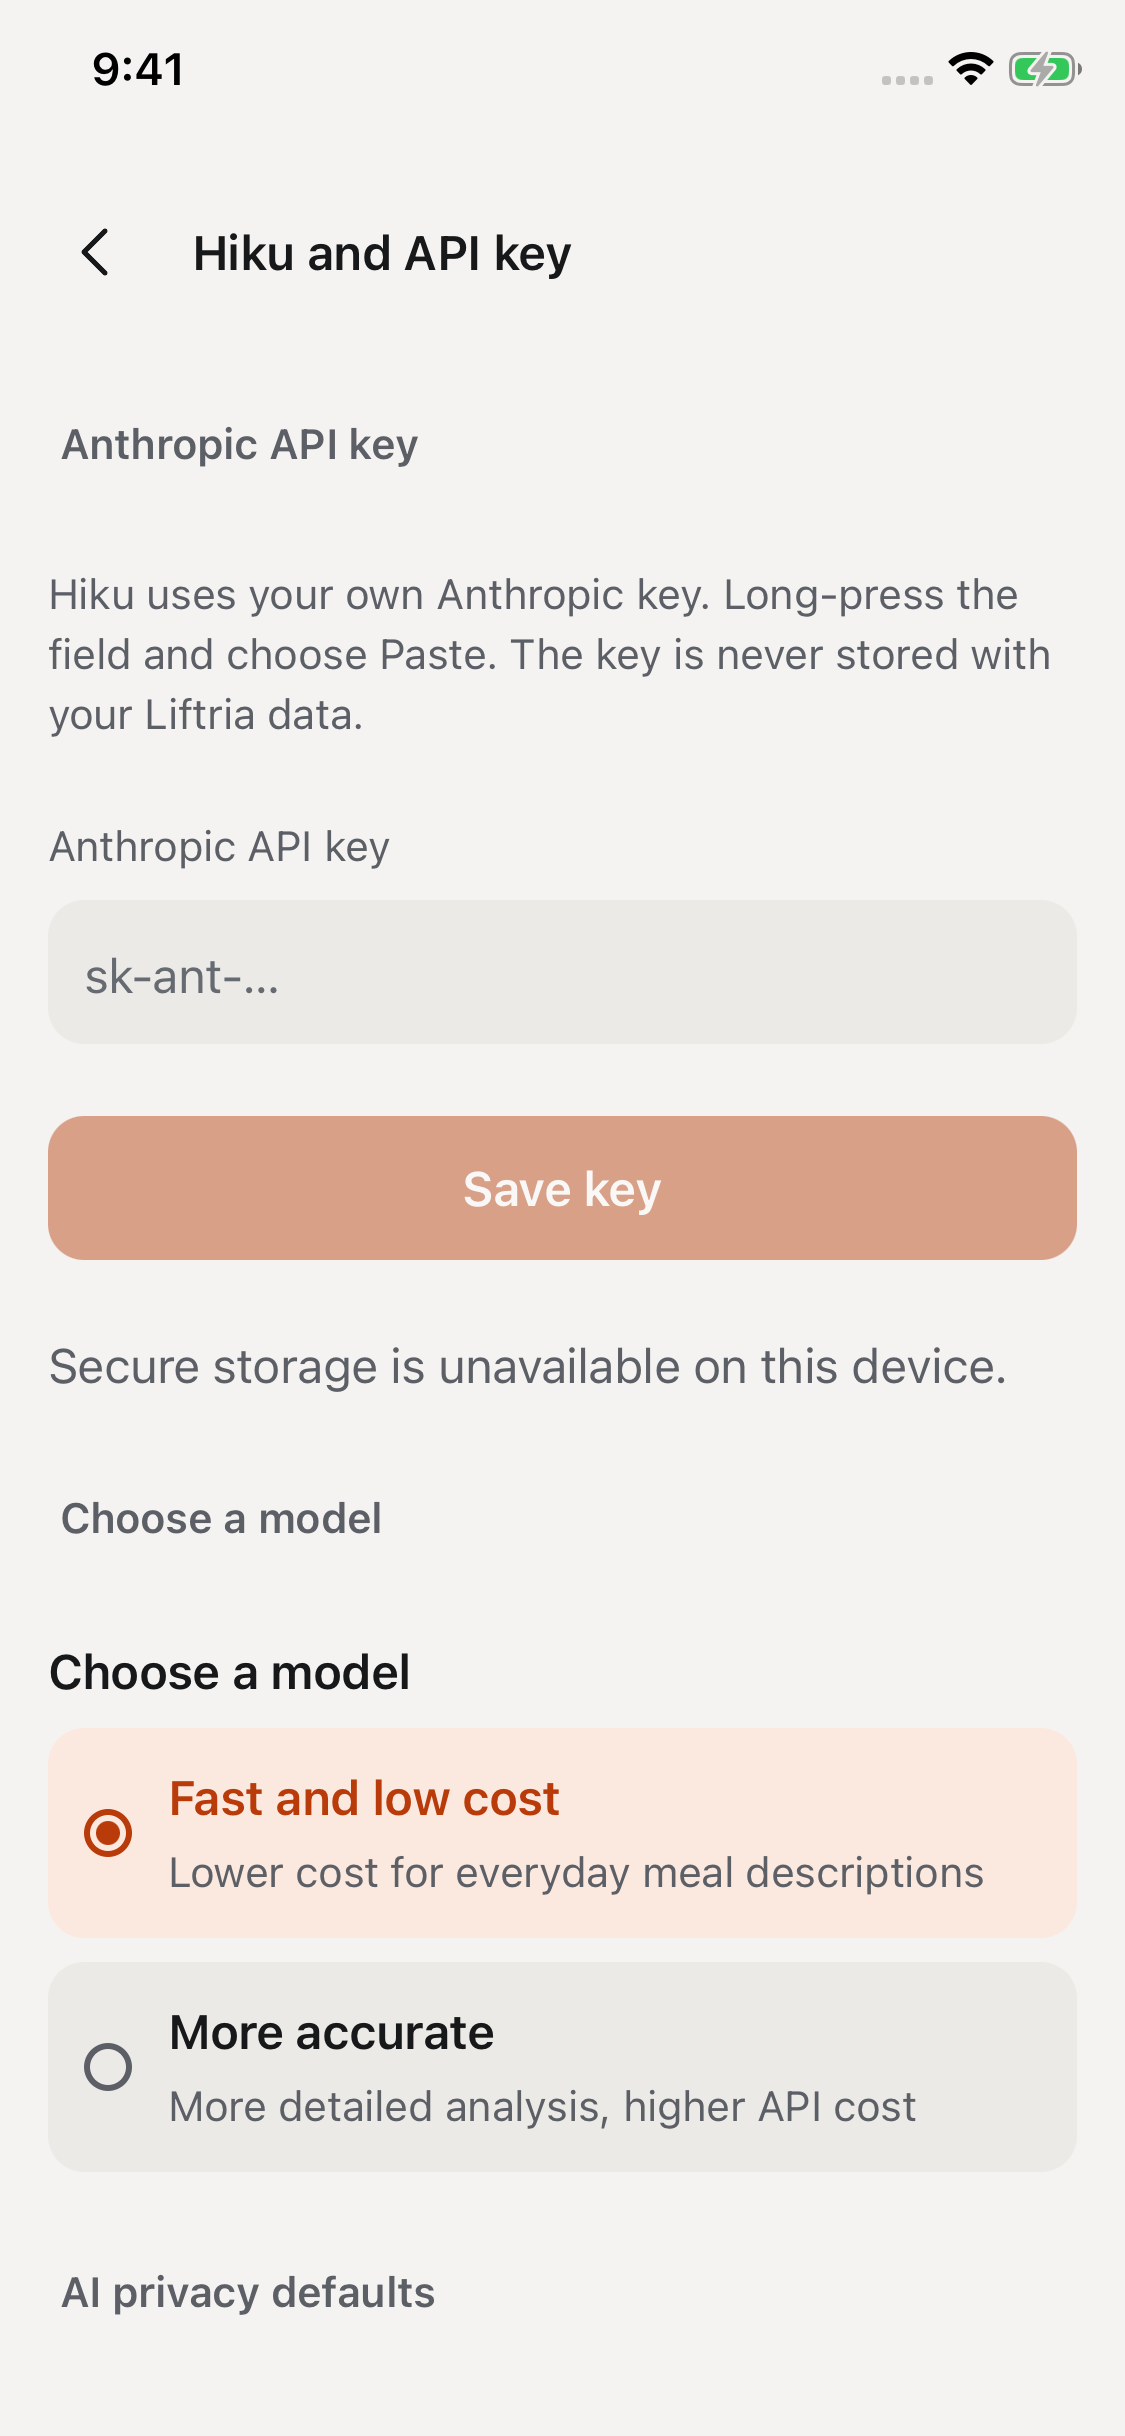 9:41
Hiku and API key
Anthropic API key
Hiku uses your own Anthropic key. Long-press the
field and choose Paste. The key is never stored with
your Liftria data.
Anthropic API key
sk-ant-...
Save key
Secure storage is unavailable on this device.
Choose a model
Choose a model
Fast and low cost
Lower cost for everyday meal descriptions
More accurate
More detailed analysis, higher API cost
AI privacy defaults